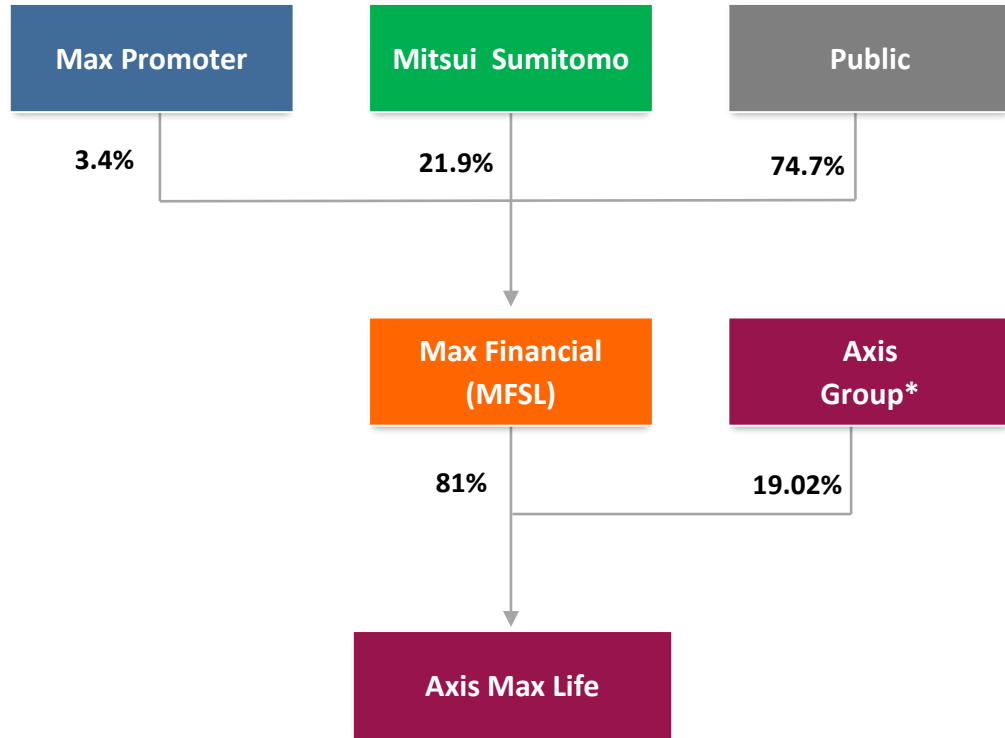 Max Promoter
Mitsui Sumitomo
Public
3.4%
21.9%
74.7%
Max Financial
(MFSL)
Axis
Group*
81%
19.02%
Axis Max Life